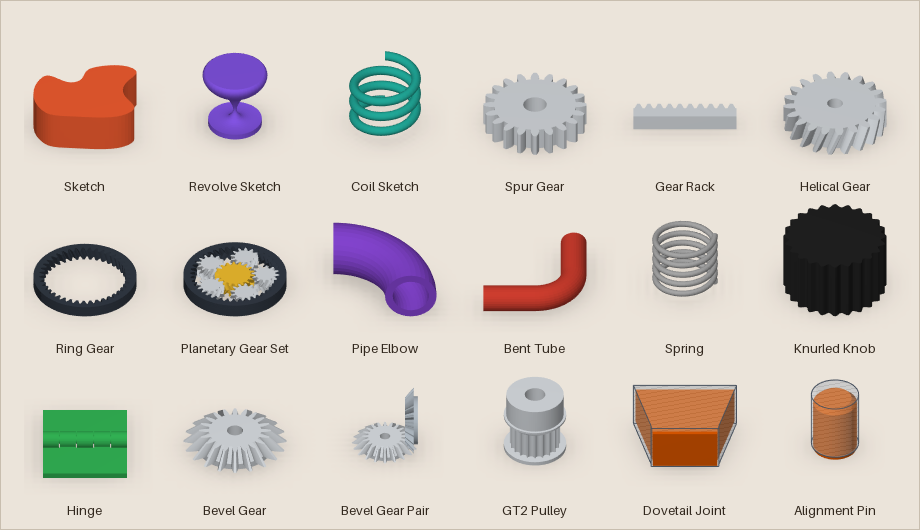 Sketch
Revolve Sketch
Coil Sketch
Spur Gear
Gear Rack
Helical Gear
Ring Gear
Planetary Gear Set
Pipe Elbow
Bent Tube
Spring
Knurled Knob
Hinge
Bevel Gear
Bevel Gear Pair
GT2 Pulley
Dovetail Joint
Alignment Pin